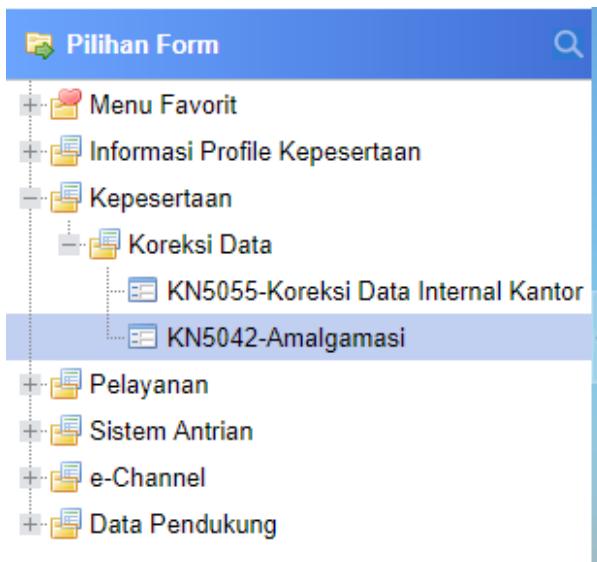 Pilihan Form
Menu Favorit
Informasi Profile Kepesertaan
Kepesertaan
Koreksi Data
KN5055-Koreksi Data Internal Kantor
KN5042-Amalgamasi
Pelayanan
Sistem Antrian
e-Channel
Data Pendukung